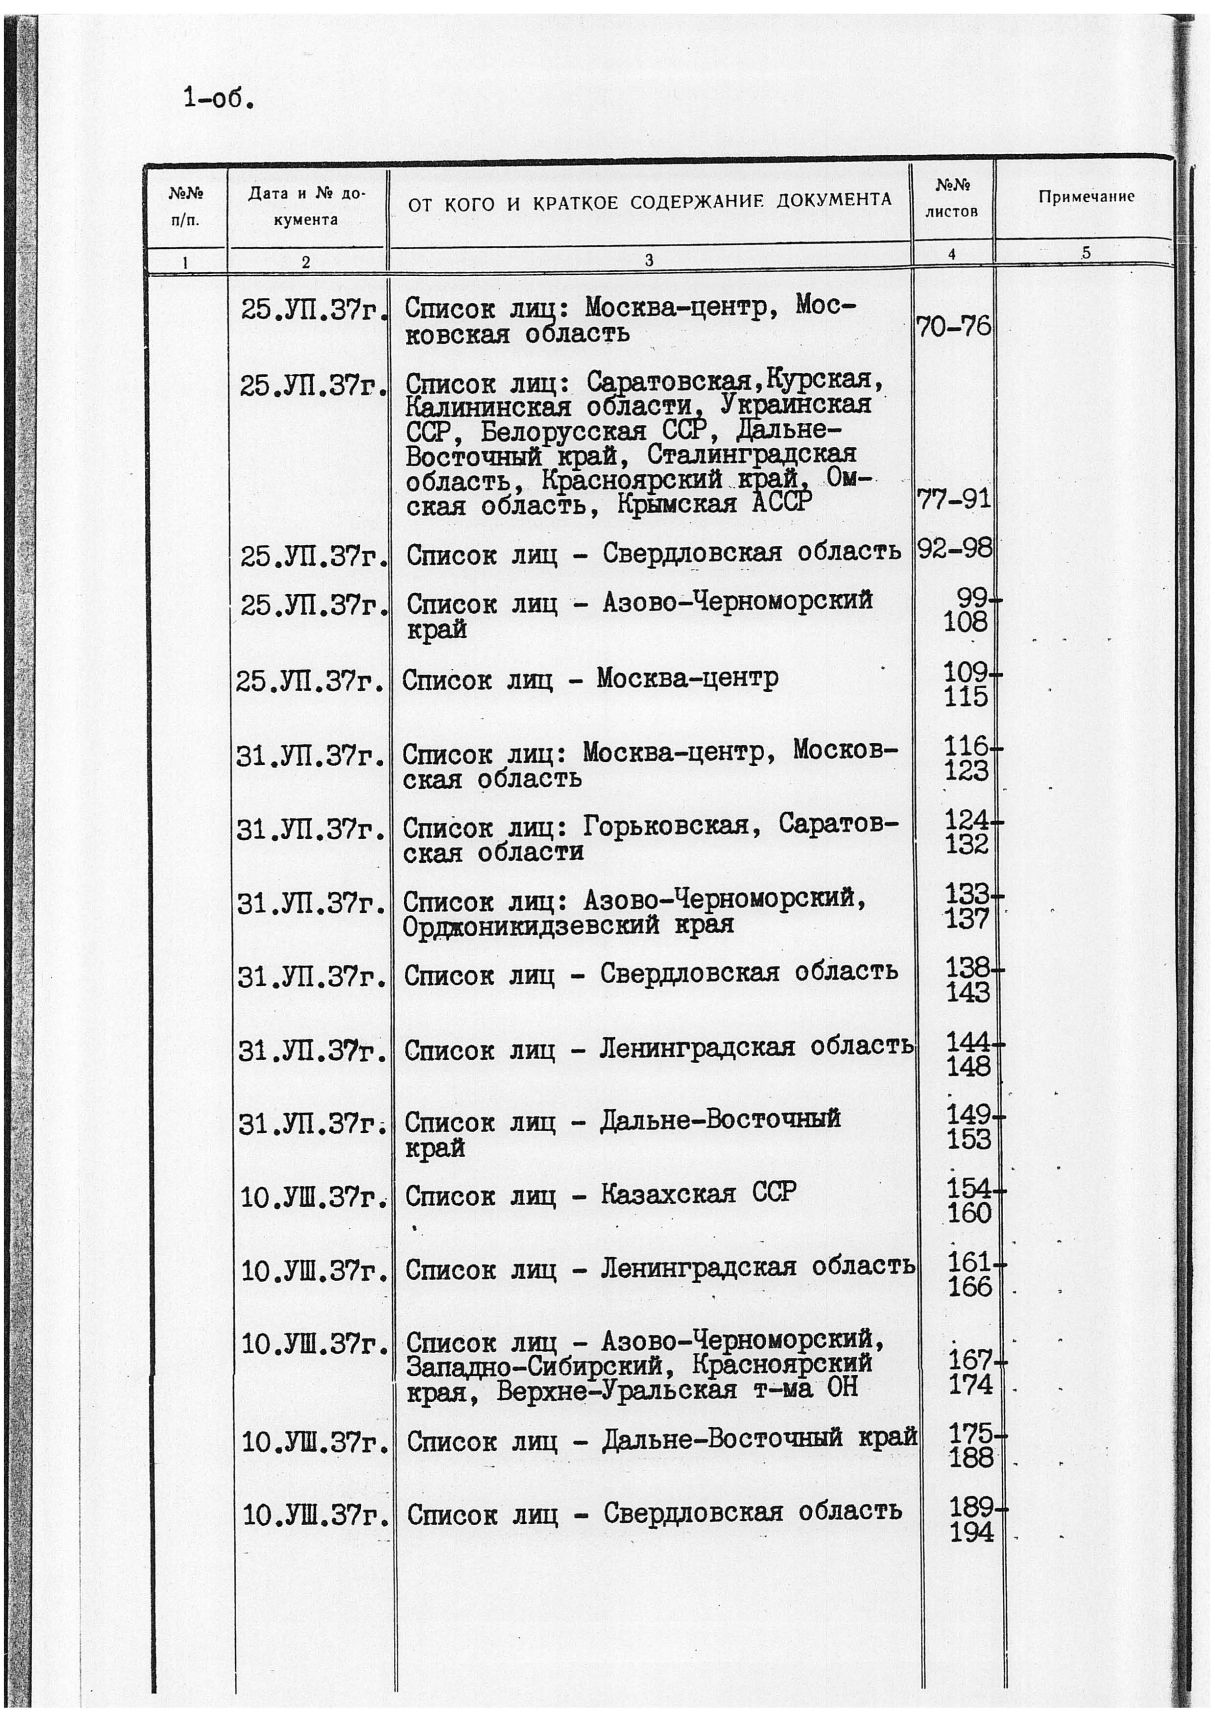 1-об.
№№ п/п.
Дата и № до-
кумента
ОТ КОГО И КРАТКОЕ СОДЕРЖАНИЕ ДОКУМЕНТА
№№
листов
Примечание
1 2 3 4 5
25.УП.37г. Список лиц: Москва-центр, Мос-
ковская область 70-76
25.УП.37г. Список лиц: Саратовская,Курская,
Калининская области, Украинская
ССР, Белорусская ССР, Дальне-
Восточный край, Сталинградская
область, Красноярский край, Ом-
ская область, Крымская АССР 77-91
25.УП.37г. Список лиц - Свердловская область 92-98
25.УП.37г. Список лиц - Азово-Черноморский 99-
край 108
25.УП.37г. Список лиц - Москва-центр 109-
115
31.УП.37г. Список лиц: Москва-центр, Москов- 116-
ская область 123
31.УП.37г. Список лиц: Горьковская, Саратов- 124-
ская области 132
31.УП.37г. Список лиц: Азово-Черноморский, 133-
Орджоникидзевский края 137
31.УП.37г. Список лиц - Свердловская область 138-
143
31.УП.37г. Список лиц - Ленинградская область 144-
148
31.УП.37г. Список лиц - Дальне-Восточный 149-
край 153
10.УШ.37г. Список лиц - Казахская ССР 154-
160
10.УШ.37г. Список лиц - Ленинградская область 161-
166
10.УШ.37г. Список лиц - Азово-Черноморский,
Западно-Сибирский, Красноярский 167-
края, Верхне-Уральская т-ма ОН 174
10.УШ.37г. Список лиц - Дальне-Восточный край 175-
188
10.УШ.37г. Список лиц - Свердловская область 189-
194